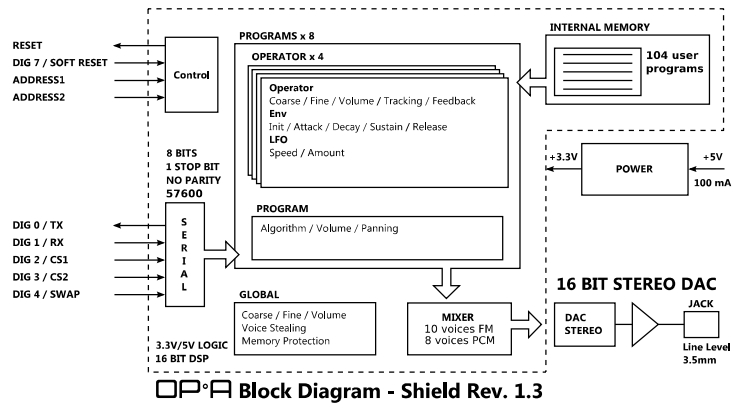 RESET
DIG 7 / SOFT RESET
ADDRESS1
ADDRESS2
Control
PROGRAMS x 8
OPERATOR x 4
Operator
Coarse / Fine / Volume / Tracking / Feedback
Env
Init / Attack / Decay / Sustain / Release
LFO
Speed / Amount
INTERNAL MEMORY
104 user
programs
+3.3V
POWER
+5V
100 mA
8 BITS
1 STOP BIT
NO PARITY
57600
DIG 0 / TX
DIG 1 / RX
DIG 2 / CS1
DIG 3 / CS2
DIG 4 / SWAP
SERIAL
PROGRAM
Algorithm / Volume / Panning
GLOBAL
Coarse / Fine / Volume
Voice Stealing
Memory Protection
MIXER
10 voices FM
8 voices PCM
16 BIT STEREO DAC
DAC
STEREO
JACK
Line Level
3.5mm
3.3V/5V LOGIC
16 BIT DSP
OP°A Block Diagram - Shield Rev. 1.3